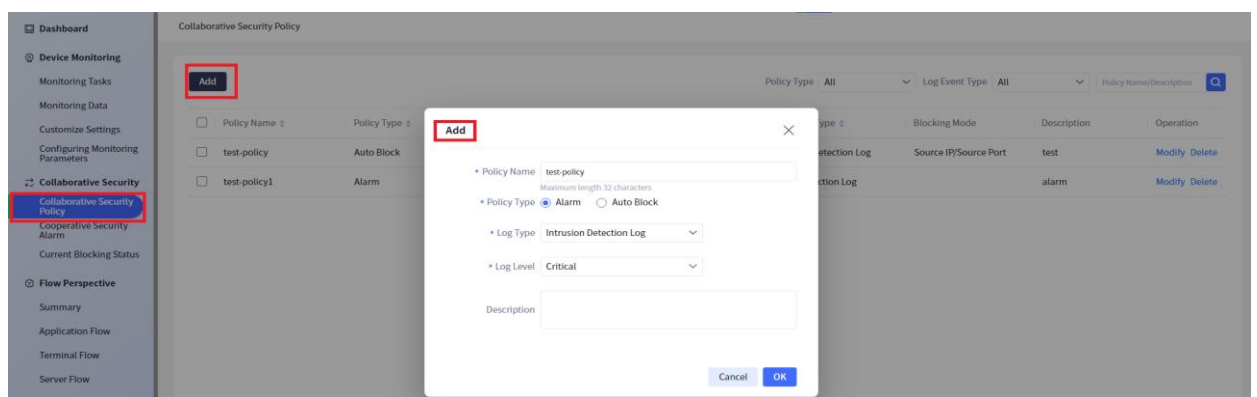 Dashboard
Device Monitoring
Monitoring Tasks
Monitoring Data
Customize Settings
Configuring Monitoring
Parameters
Collaborative Security
Collaborative Security
Policy
Cooperative Security
Alarm
Current Blocking Status
Flow Perspective
Summary
Application Flow
Terminal Flow
Server Flow
Collaborative Security Policy
Add
Policy Type All
Log Event Type All
Policy Name/Description
Policy Name Policy Type Type Blocking Mode Description Operation
test-policy Auto Block etection Log Source IP/Source Port test Modify Delete
test-policy1 Alarm ction Log alarm Modify Delete
Add
* Policy Name test-policy
Maximum length 32 characters
* Policy Type Alarm Auto Block
* Log Type Intrusion Detection Log
* Log Level Critical
Description
Cancel OK